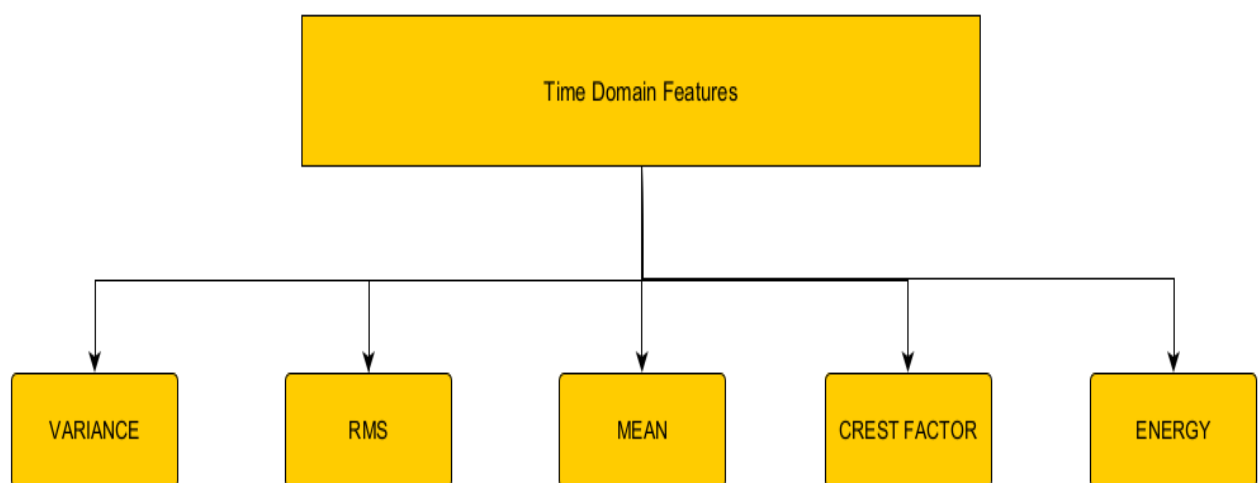 Time Domain Features
VARIANCE
RMS
MEAN
CREST FACTOR
ENERGY